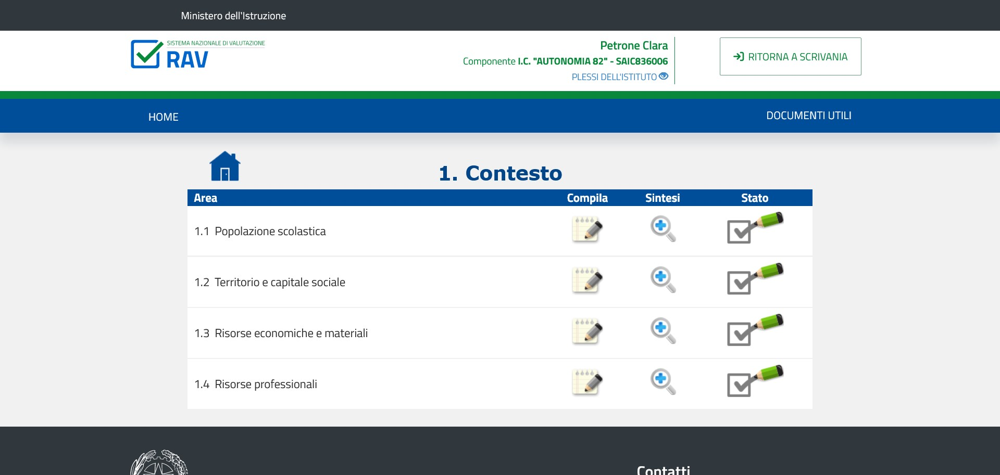 Ministero dell'Istruzione
SISTEMA NAZIONALE DI VALUTAZIONE
RAV
Petrone Clara
Componente I.C. "AUTONOMIA 82" - SAIC836006
PLESSI DELL'ISTITUTO
RITORNA A SCRIVANIA
HOME
DOCUMENTI UTILI
1. Contesto
Area Compila Sintesi Stato
1.1 Popolazione scolastica
1.2 Territorio e capitale sociale
1.3 Risorse economiche e materiali
1.4 Risorse professionali
Contatti